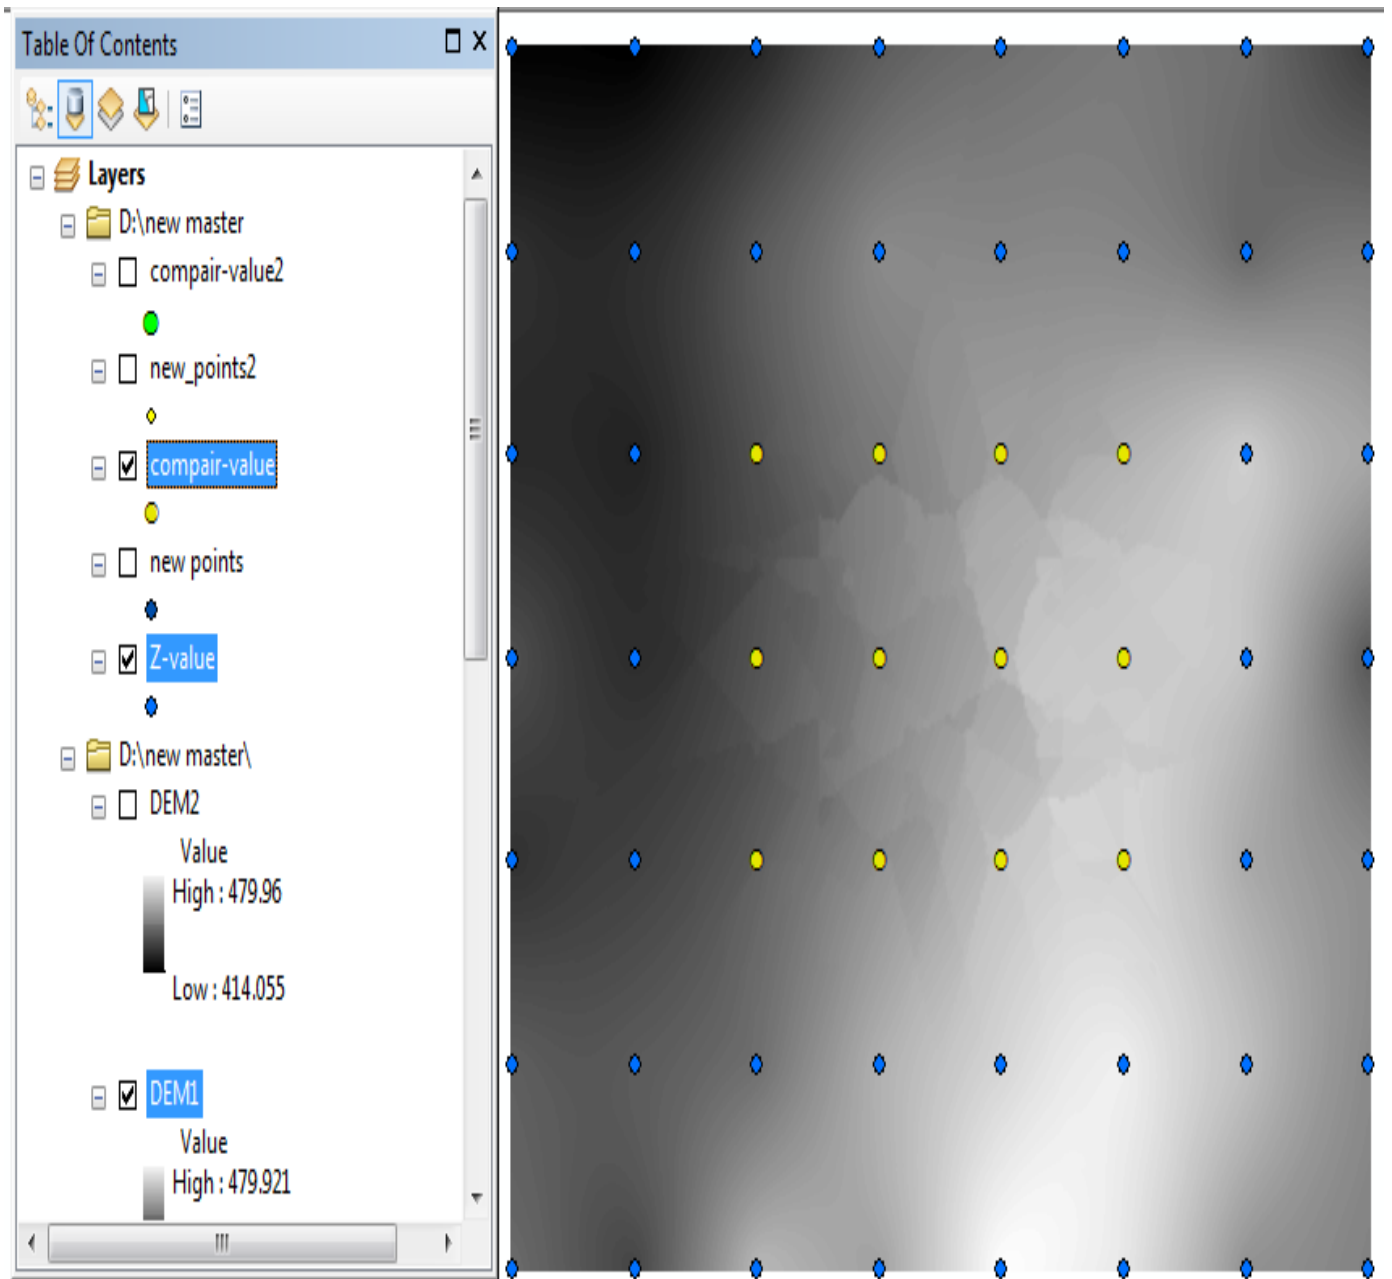 Table Of Contents
Layers
D:\new master
compair-value2
new_points2
compair-value
new points
Z-value
D:\new master\
DEM2
Value
High : 479.96
Low : 414.055
DEM1
Value
High : 479.921